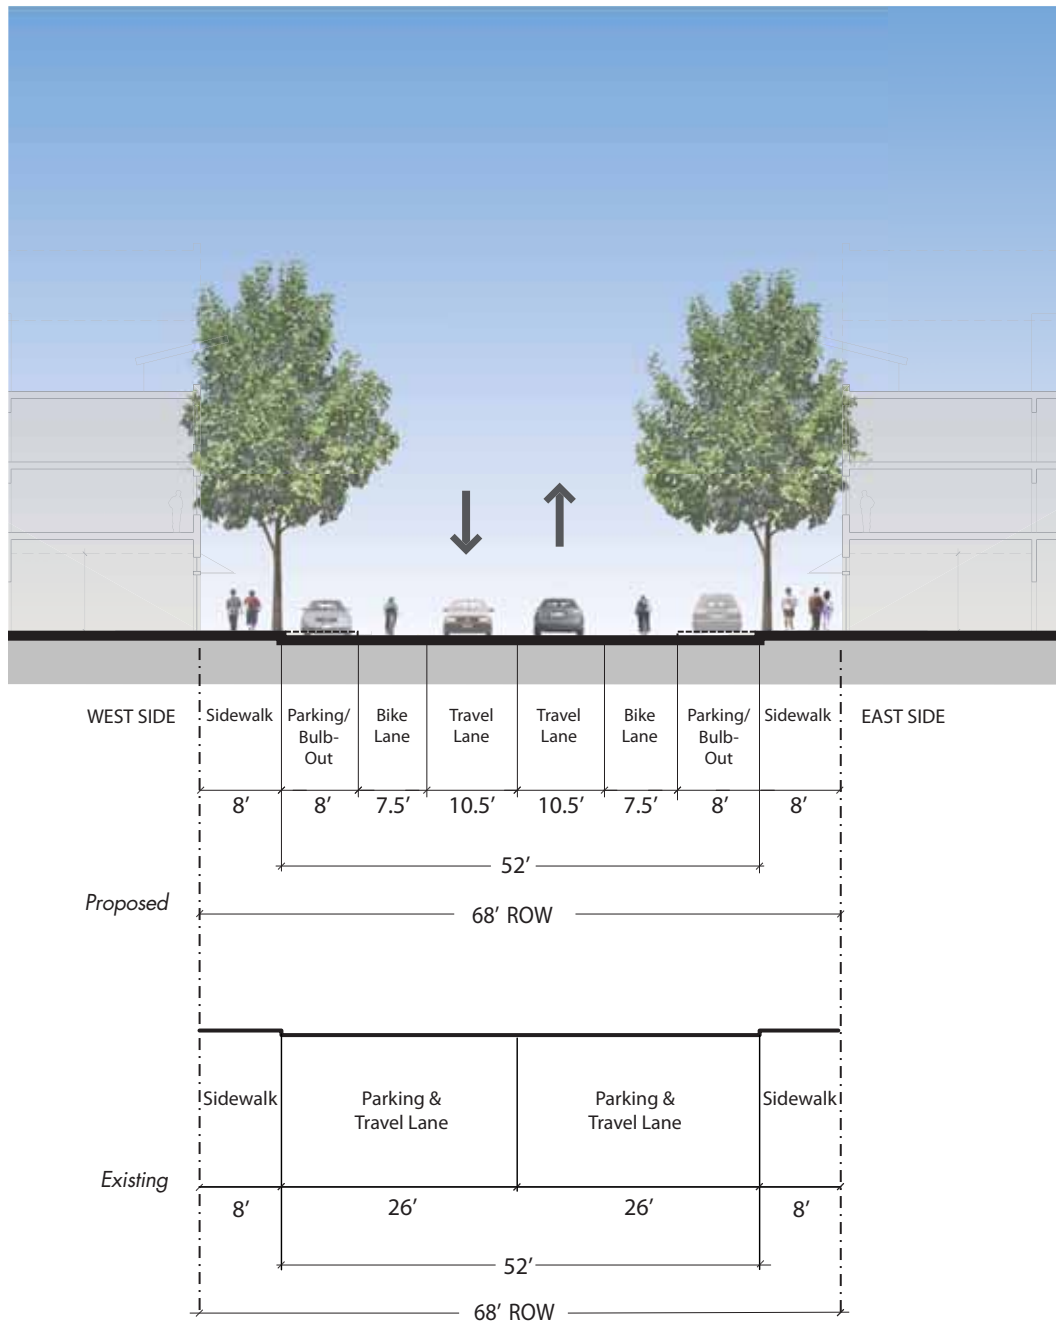 WEST SIDE
Sidewalk
Parking/
Bulb-
Out
Bike
Lane
Travel
Lane
Travel
Lane
Bike
Lane
Parking/
Bulb-
Out
Sidewalk
EAST SIDE
8’ 8’ 7.5’ 10.5’ 10.5’ 7.5’ 8’ 8’
52’
Proposed
68’ ROW
Sidewalk
Parking &
Travel Lane
Parking &
Travel Lane
Sidewalk
Existing
8’ 26’ 26’ 8’
52’
68’ ROW